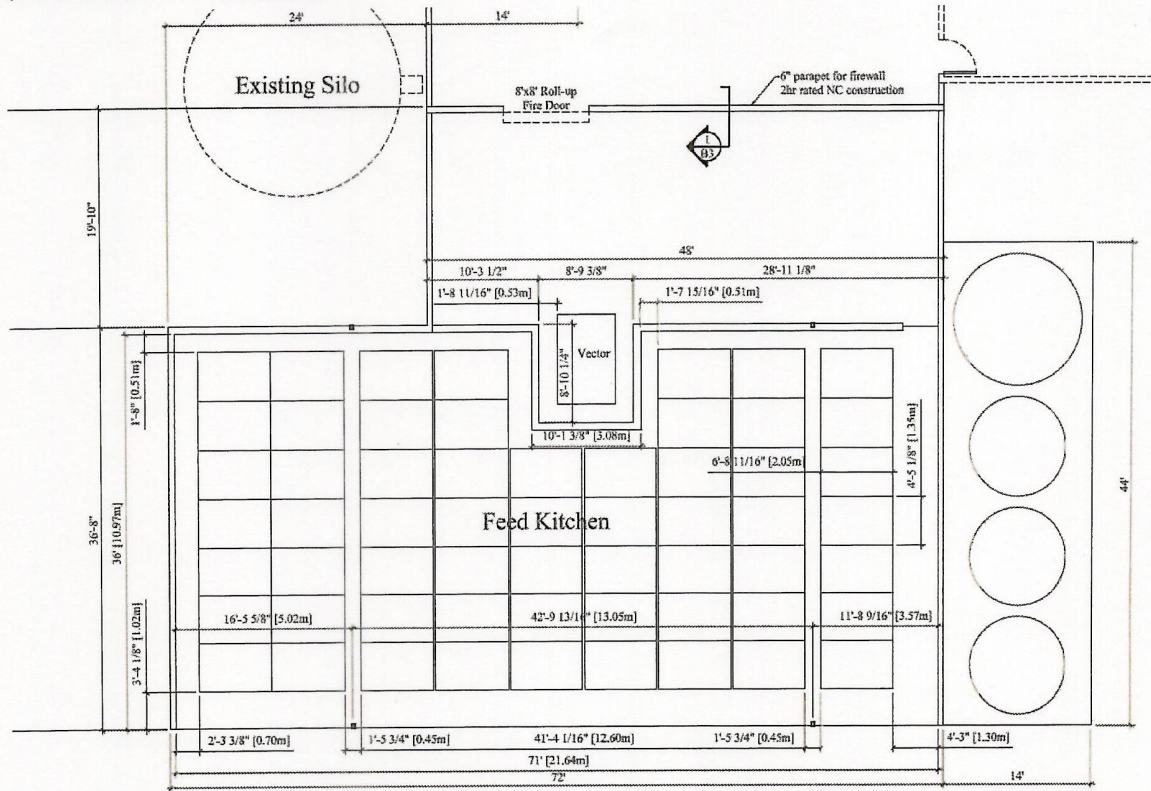 24'
14'
Existing Silo
8'x8' Roll-up
Fire Door
6" parapet for firewall
2hr rated NC construction
1
B3
19'-10"
48'
10'-3 1/2"
8'-9 3/8"
28'-11 1/8"
1'-8 11/16" [0.53m]
1'-7 15/16" [0.51m]
Vector
8'-10 1/4"
1'-8" [0.51m]
10'-1 3/8" [3.08m]
6'-8 11/16" [2.05m]
4'-5 1/8" [1.35m]
44'
Feed Kitchen
36'-8"
36' [10.97m]
16'-5 5/8" [5.02m]
42'-9 13/16" [13.05m]
11'-8 9/16" [3.57m]
3'-4 1/8" [1.02m]
2'-3 3/8" [0.70m]
1'-5 3/4" [0.45m]
41'-4 1/16" [12.60m]
1'-5 3/4" [0.45m]
4'-3" [1.30m]
71' [21.64m]
72'
14'